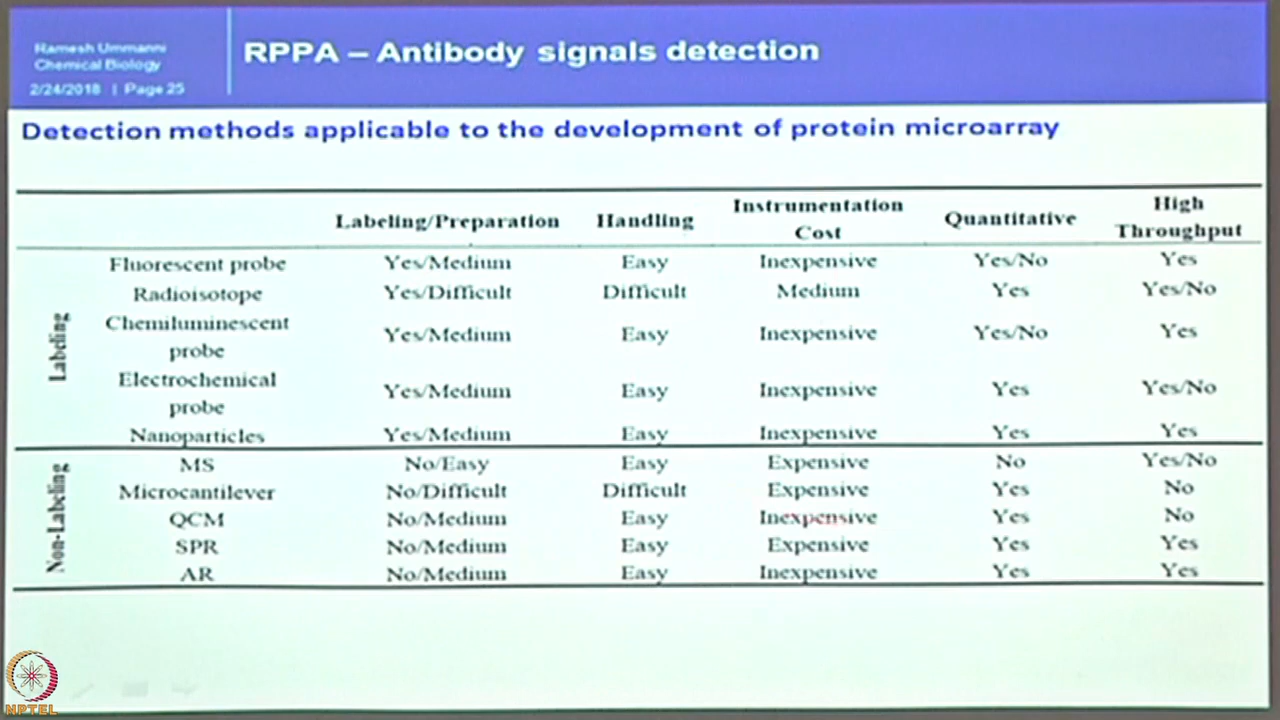 Ramesh Ummanni
Chemical Biology
2/24/2018 | Page 25
RPPA – Antibody signals detection
Detection methods applicable to the development of protein microarray
Labeling/Preparation Handling Instrumentation Cost Quantitative High Throughput
Labeling
Fluorescent probe Yes/Medium Easy Inexpensive Yes/No Yes
Radioisotope Yes/Difficult Difficult Medium Yes Yes/No
Chemiluminescent probe Yes/Medium Easy Inexpensive Yes/No Yes
Electrochemical probe Yes/Medium Easy Inexpensive Yes Yes/No
Nanoparticles Yes/Medium Easy Inexpensive Yes Yes
Non-Labeling
MS No/Easy Easy Expensive No Yes/No
Microcantilever No/Difficult Difficult Expensive Yes No
QCM No/Medium Easy Inexpensive Yes No
SPR No/Medium Easy Expensive Yes Yes
AR No/Medium Easy Inexpensive Yes Yes
NPTEL